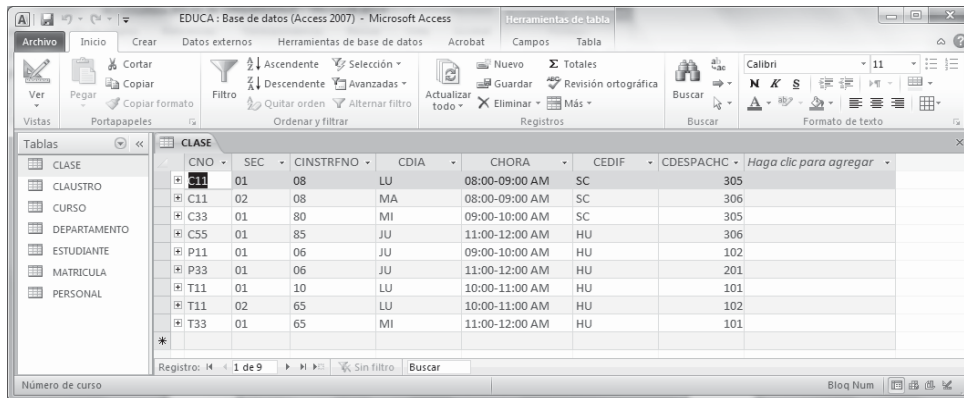 EDUCA : Base de datos (Access 2007) - Microsoft Access
Herramientas de tabla
Archivo Inicio Crear Datos externos Herramientas de base de datos Acrobat Campos Tabla
Ver
Pegar
Cortar
Copiar
Copiar formato
Filtro
Ascendente
Descendente
Quitar orden
Selección
Avanzadas
Alternar filtro
Actualizar todo
Nuevo
Guardar
Eliminar
Totales
Revisión ortográfica
Más
Buscar
Calibri 11
N K S
Vistas Portapapeles Ordenar y filtrar Registros Buscar Formato de texto
Tablas
CLASE
CLAUSTRO
CURSO
DEPARTAMENTO
ESTUDIANTE
MATRICULA
PERSONAL
CLASE
CNO SEC CINSTRFNO CDIA CHORA CEDIF CDESPACHC Haga clic para agregar
C11 01 08 LU 08:00-09:00 AM SC 305
C11 02 08 MA 08:00-09:00 AM SC 306
C33 01 80 MI 09:00-10:00 AM SC 305
C55 01 85 JU 11:00-12:00 AM HU 306
P11 01 06 JU 09:00-10:00 AM HU 102
P33 01 06 JU 11:00-12:00 AM HU 201
T11 01 10 LU 10:00-11:00 AM HU 101
T11 02 65 LU 10:00-11:00 AM HU 102
T33 01 65 MI 11:00-12:00 AM HU 101
Registro: 1 de 9 Sin filtro Buscar
Número de curso Bloq Num